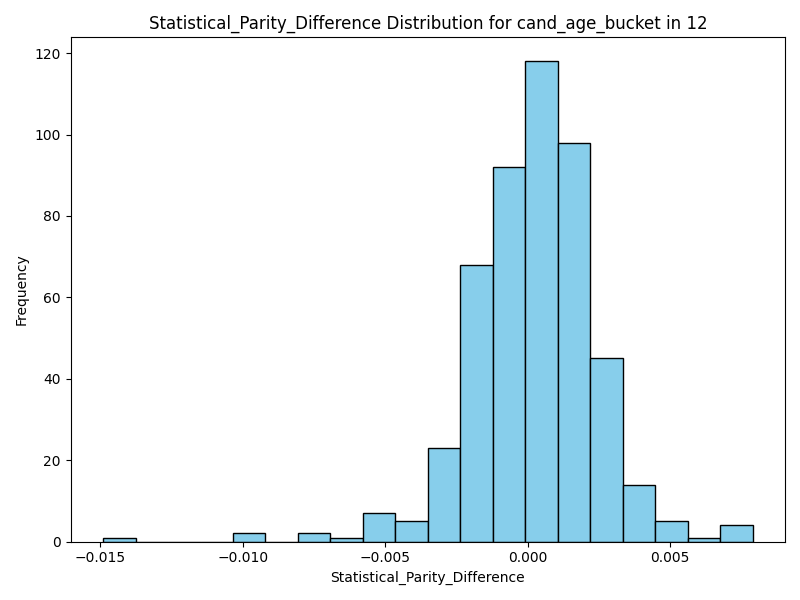 Statistical_Parity_Difference Distribution for cand_age_bucket in 12
120
100
80
60
40
20
0
Frequency
−0.015 −0.010 −0.005 0.000 0.005
Statistical_Parity_Difference